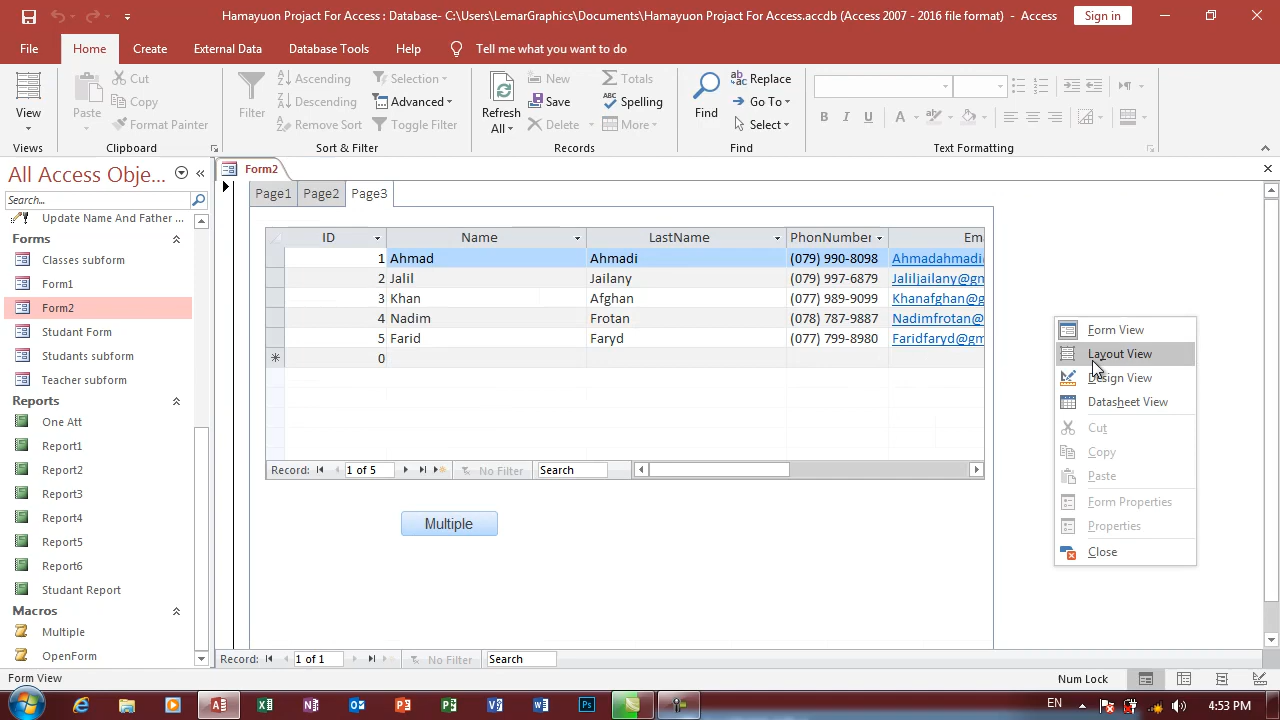 Hamayuon Project For Access : Database- C:\Users\LemarGraphics\Documents\Hamayuon Project For Access.accdb (Access 2007 - 2016 file format) - Access
Sign in
File Home Create External Data Database Tools Help Tell me what you want to do
View
Views
Paste
Cut
Copy
Format Painter
Clipboard
Filter
Ascending
Descending
Remove Sort
Selection
Advanced
Toggle Filter
Sort & Filter
Refresh
All
New
Save
Delete
Totals
Spelling
More
Records
Find
Replace
Go To
Select
Find
B I U A
Text Formatting
All Access Obje...
Search...
Update Name And Father ...
Forms
Classes subform
Form1
Form2
Student Form
Students subform
Teacher subform
Reports
One Att
Report1
Report2
Report3
Report4
Report5
Report6
Student Report
Macros
Multiple
OpenForm
Form2
Page1 Page2 Page3
ID Name LastName PhonNumber Em
1 Ahmad Ahmadi (079) 990-8098 Ahmadahmadi
2 Jalil Jailany (079) 997-6879 Jaliljailany@g
3 Khan Afghan (077) 989-9099 Khanafghan@g
4 Nadim Frotan (078) 787-9887 Nadimfrotan@
5 Farid Faryd (077) 799-8980 Faridfaryd@gm
0
Record: 1 of 5 No Filter Search
Multiple
Form View
Layout View
Design View
Datasheet View
Cut
Copy
Paste
Form Properties
Properties
Close
Record: 1 of 1 No Filter Search
Form View
Num Lock
EN
4:53 PM